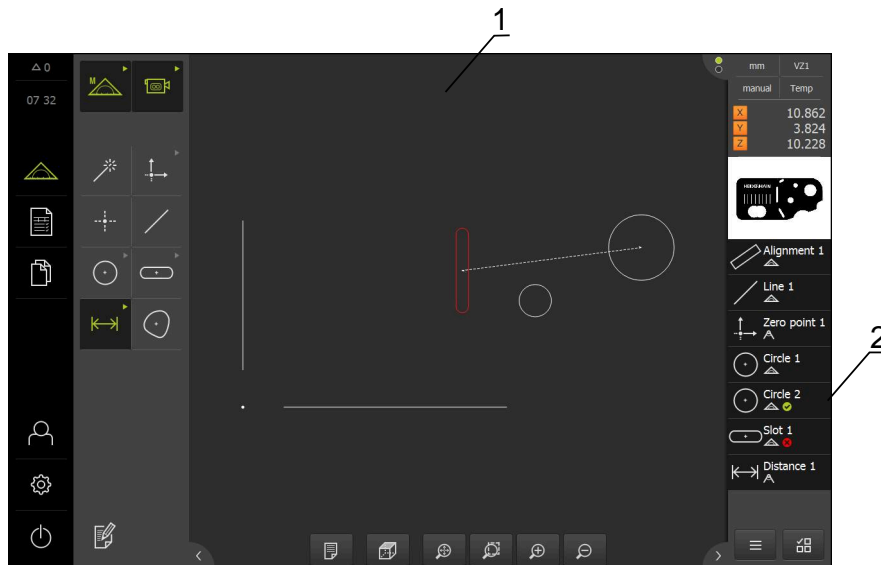 1
0
07 32
M
mm VZ1
manual Temp
X 10.862
Y 3.824
Z 10.228
HEIDENHAIN
Alignment 1
Line 1
Zero point 1
Circle 1
Circle 2
Slot 1
Distance 1
2